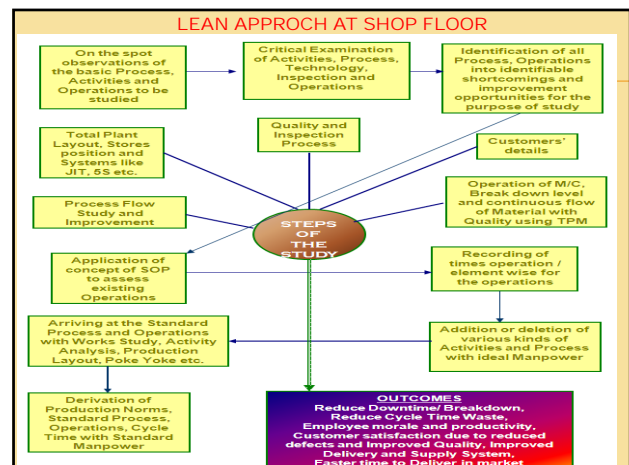 LEAN APPROCH AT SHOP FLOOR
On the spot
observations of
the basic Process,
Activities and
Operations to be
studied
Critical Examination
of Activities, Process,
Technology,
Inspection and
Operations
Identification of all
Process, Operations
into identifiable
shortcomings and
improvement
opportunities for the
purpose of study
Total Plant
Layout, Stores
position and
Systems like
JIT, 5S etc.
Quality and
Inspection
Process
Customers'
details
Process Flow
Study and
Improvement
STEPS
OF
THE
STUDY
Operation of M/C,
Break down level
and continuous flow
of Material with
Quality using TPM
Application of
concept of SOP to
assess
existing
Operations
Recording of
times operation /
element wise for
the operations
Arriving at the Standard
Process and Operations
with Works Study, Activity
Analysis, Production
Layout, Poke Yoke etc.
Addition or deletion of
various kinds of
Activities and Process
with ideal Manpower
Derivation of
Production Norms,
Standard Process,
Operations, Cycle
Time with Standard
Manpower
OUTCOMES
Reduce Downtime/ Breakdown,
Reduce Cycle Time Waste,
Employee morale and productivity,
Customer satisfaction due to reduced
defects and Improved Quality, Improved
Delivery and Supply System,
Faster time to Deliver in market